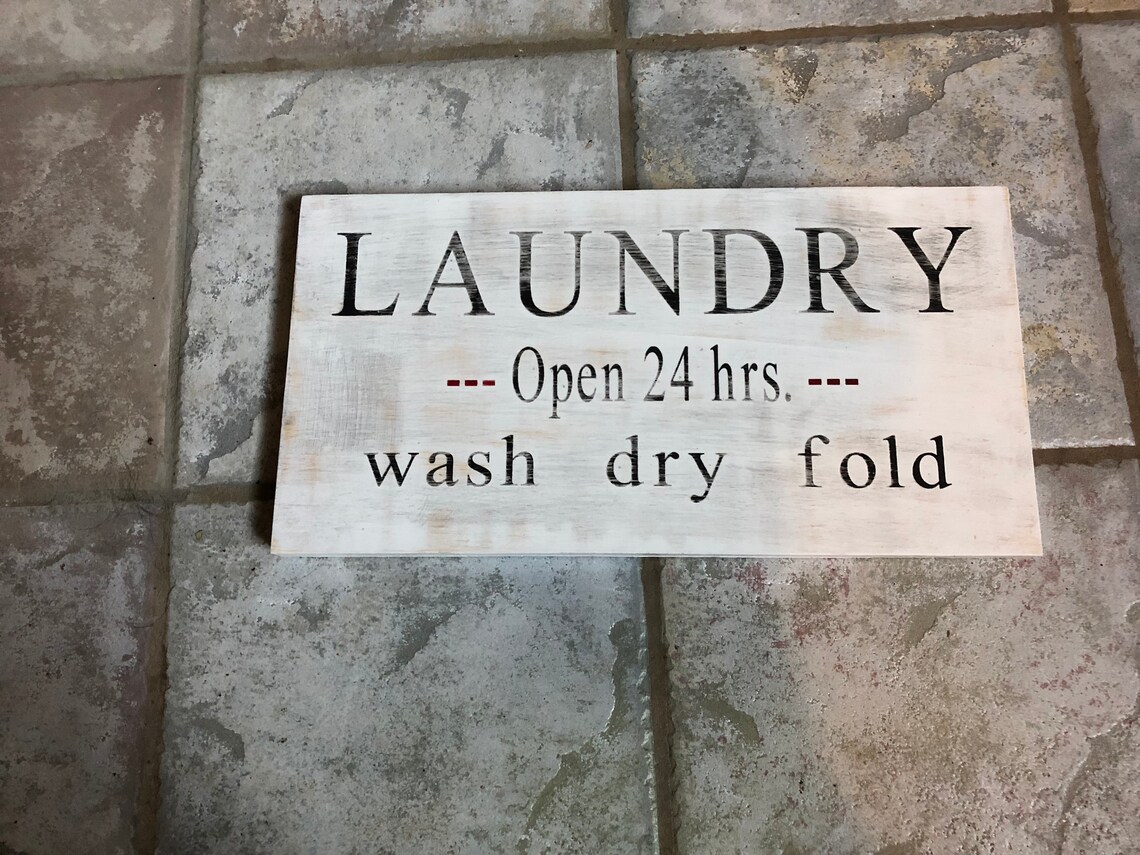 LAUNDRY
--- Open 24 hrs. ---
wash dry fold